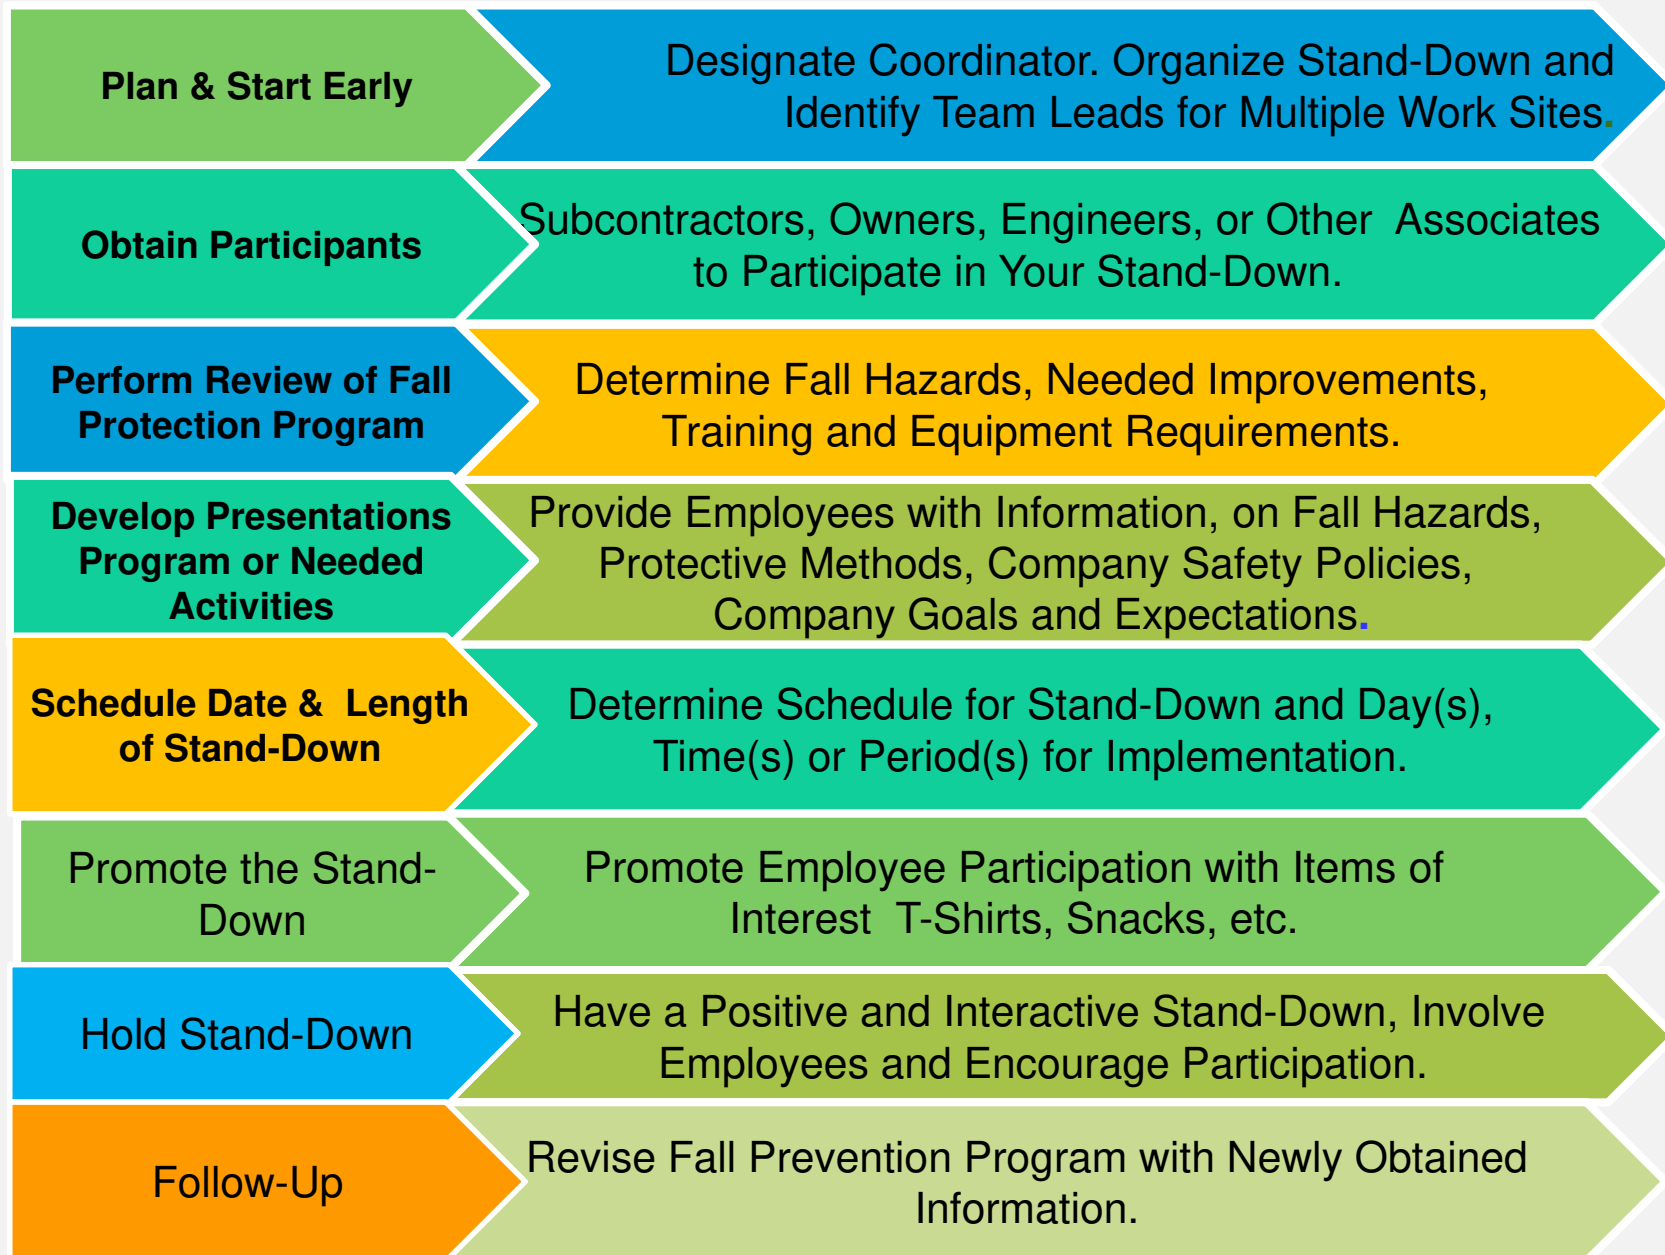 Plan & Start Early
Designate Coordinator. Organize Stand-Down and
Identify Team Leads for Multiple Work Sites.
Obtain Participants
Subcontractors, Owners, Engineers, or Other  Associates
to Participate in Your Stand-Down.
Perform Review of Fall
Protection Program
Determine Fall Hazards, Needed Improvements,
Training and Equipment Requirements.
Develop Presentations
Program or Needed
Activities
Provide Employees with Information, on Fall Hazards,
Protective Methods, Company Safety Policies,
Company Goals and Expectations.
Schedule Date &  Length
of Stand-Down
Determine Schedule for Stand-Down and Day(s),
Time(s) or Period(s) for Implementation.
Promote the Stand-
Down
Promote Employee Participation with Items of
Interest  T-Shirts, Snacks, etc.
Hold Stand-Down
Have a Positive and Interactive Stand-Down, Involve
Employees and Encourage Participation.
Follow-Up
Revise Fall Prevention Program with Newly Obtained
Information.